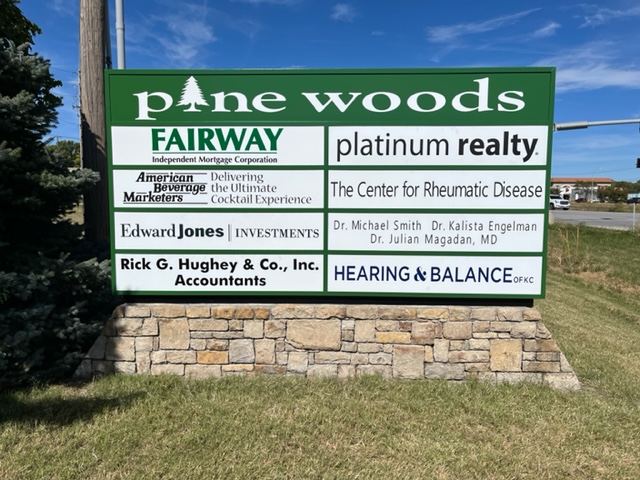 pine woods
FAIRWAY
Independent Mortgage Corporation
platinum realty.
American
Beverage
Marketers
Delivering
the Ultimate
Cocktail Experience
The Center for Rheumatic Disease
Edward Jones | INVESTMENTS
Dr. Michael Smith Dr. Kalista Engelman
Dr. Julian Magadan, MD
Rick G. Hughey & Co., Inc.
Accountants
HEARING & BALANCE OF KC